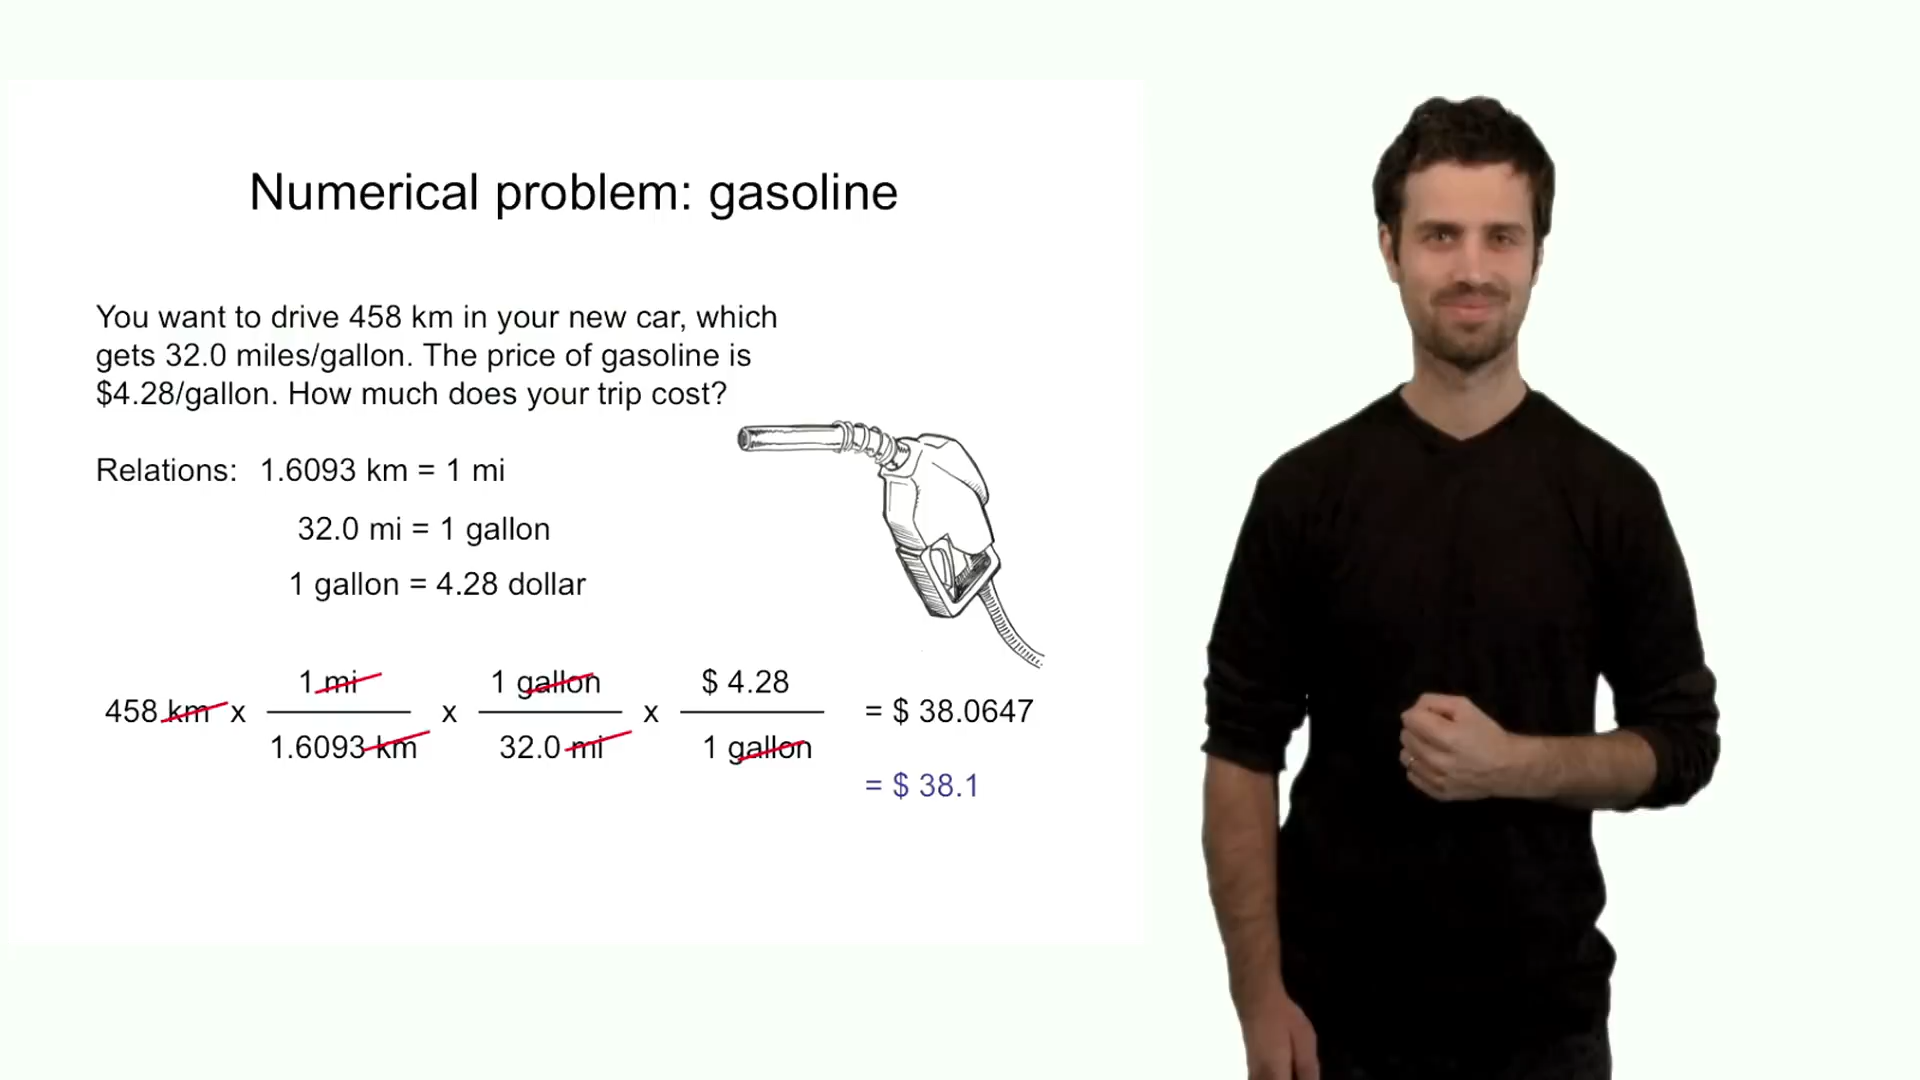 Numerical problem: gasoline
You want to drive 458 km in your new car, which
gets 32.0 miles/gallon. The price of gasoline is
$4.28/gallon. How much does your trip cost?
Relations: 1.6093 km = 1 mi
32.0 mi = 1 gallon
1 gallon = 4.28 dollar
1 mi 1 gallon $ 4.28
458 km x x x = $ 38.0647
1.6093 km 32.0 mi 1 gallon
= $ 38.1